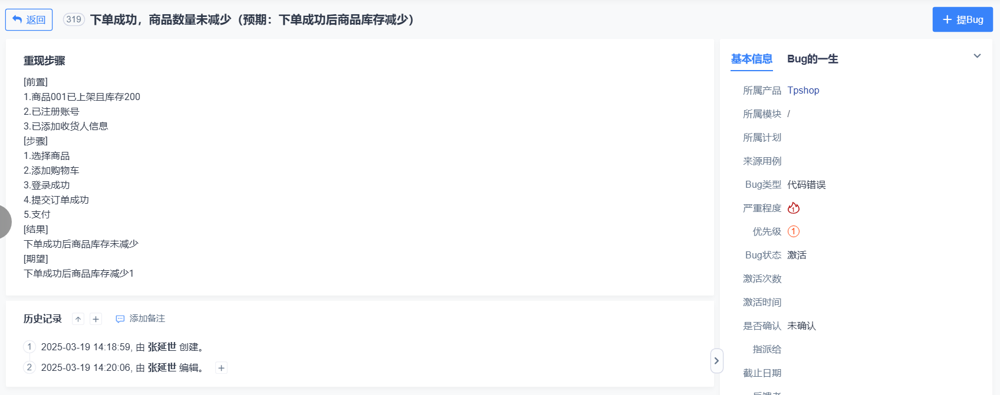 返回
319 下单成功，商品数量未减少（预期：下单成功后商品库存减少）
提Bug
重现步骤
[前置]
1.商品001已上架且库存200
2.已注册账号
3.已添加收货人信息
[步骤]
1.选择商品
2.添加购物车
3.登录成功
4.提交订单成功
5.支付
[结果]
下单成功后商品库存未减少
[期望]
下单成功后商品库存减少1
历史记录 添加备注
1 2025-03-19 14:18:59, 由 张延世 创建。
2 2025-03-19 14:20:06, 由 张延世 编辑。
基本信息 Bug的一生
所属产品 Tpshop
所属模块 /
所属计划
来源用例
Bug类型 代码错误
严重程度 1
优先级 1
Bug状态 激活
激活次数
激活时间
是否确认 未确认
指派给
截止日期